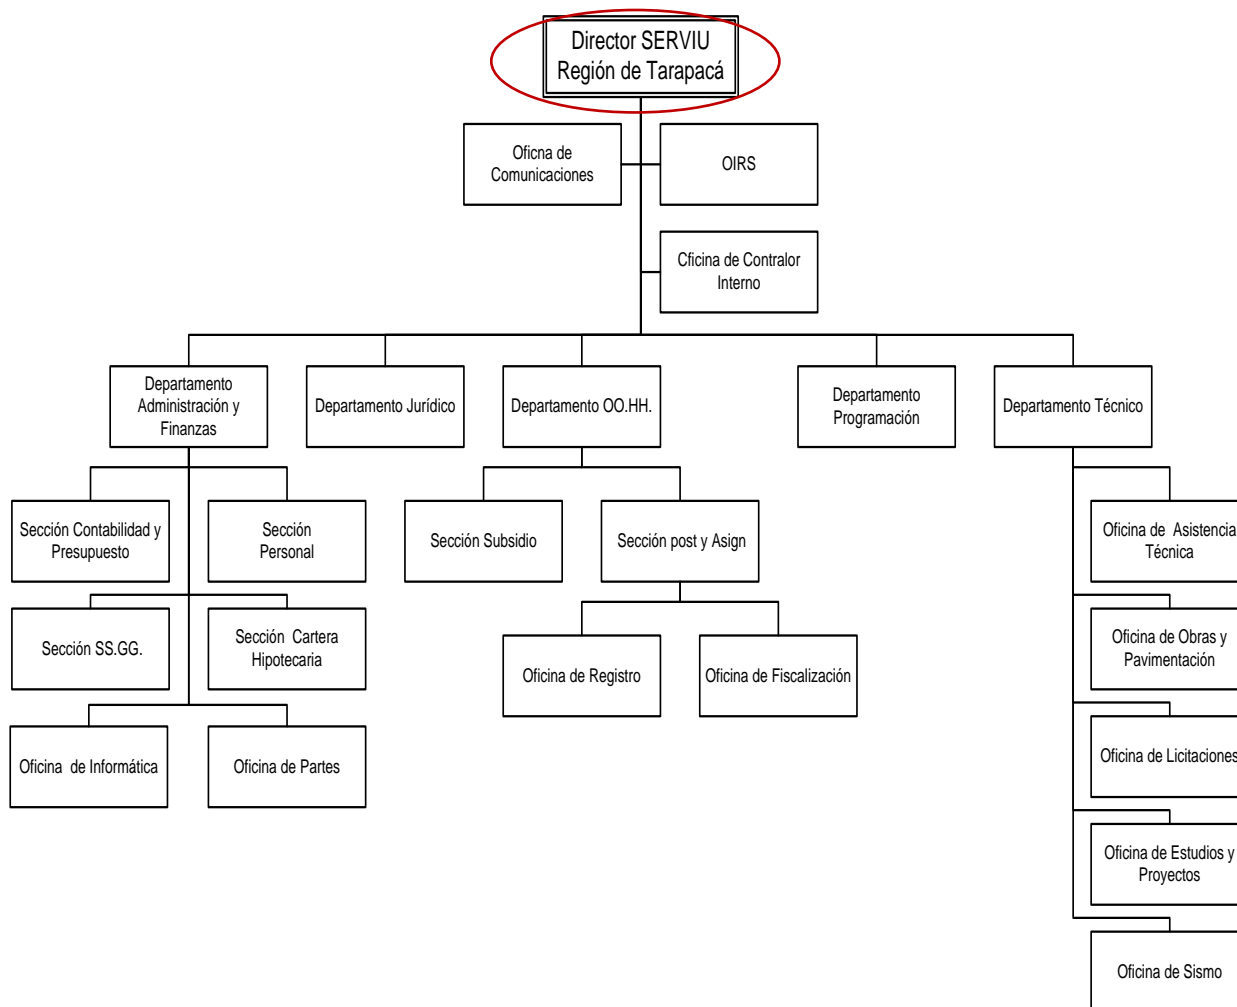 Director SERVIU
Región de Tarapacá
Oficna de
Comunicaciones
OIRS
Cficina de Contralor
Interno
Departamento
Administración y
Finanzas
Departamento Jurídico
Departamento OO.HH.
Departamento
Programación
Departamento Técnico
Sección Contabilidad y
Presupuesto
Sección
Personal
Sección Subsidio
Sección post y Asign
Oficina de  Asistencia
Técnica
Sección SS.GG.
Sección  Cartera
Hipotecaria
Oficina de Registro
Oficina de Fiscalización
Oficina de Obras y
Pavimentación
Oficina  de Informática
Oficina de Partes
Oficina de Licitaciones
Oficina de Estudios y
Proyectos
Oficina de Sismo